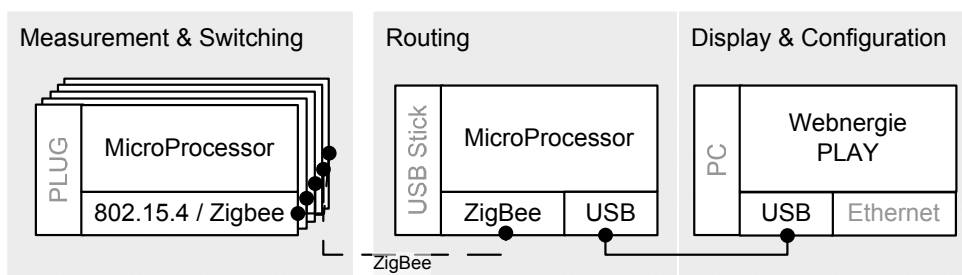 Measurement & Switching
Routing
Display & Configuration
PLUG
MicroProcessor
802.15.4 / Zigbee
USB Stick
MicroProcessor
ZigBee
USB
PC
Webnergie
PLAY
USB
Ethernet
ZigBee